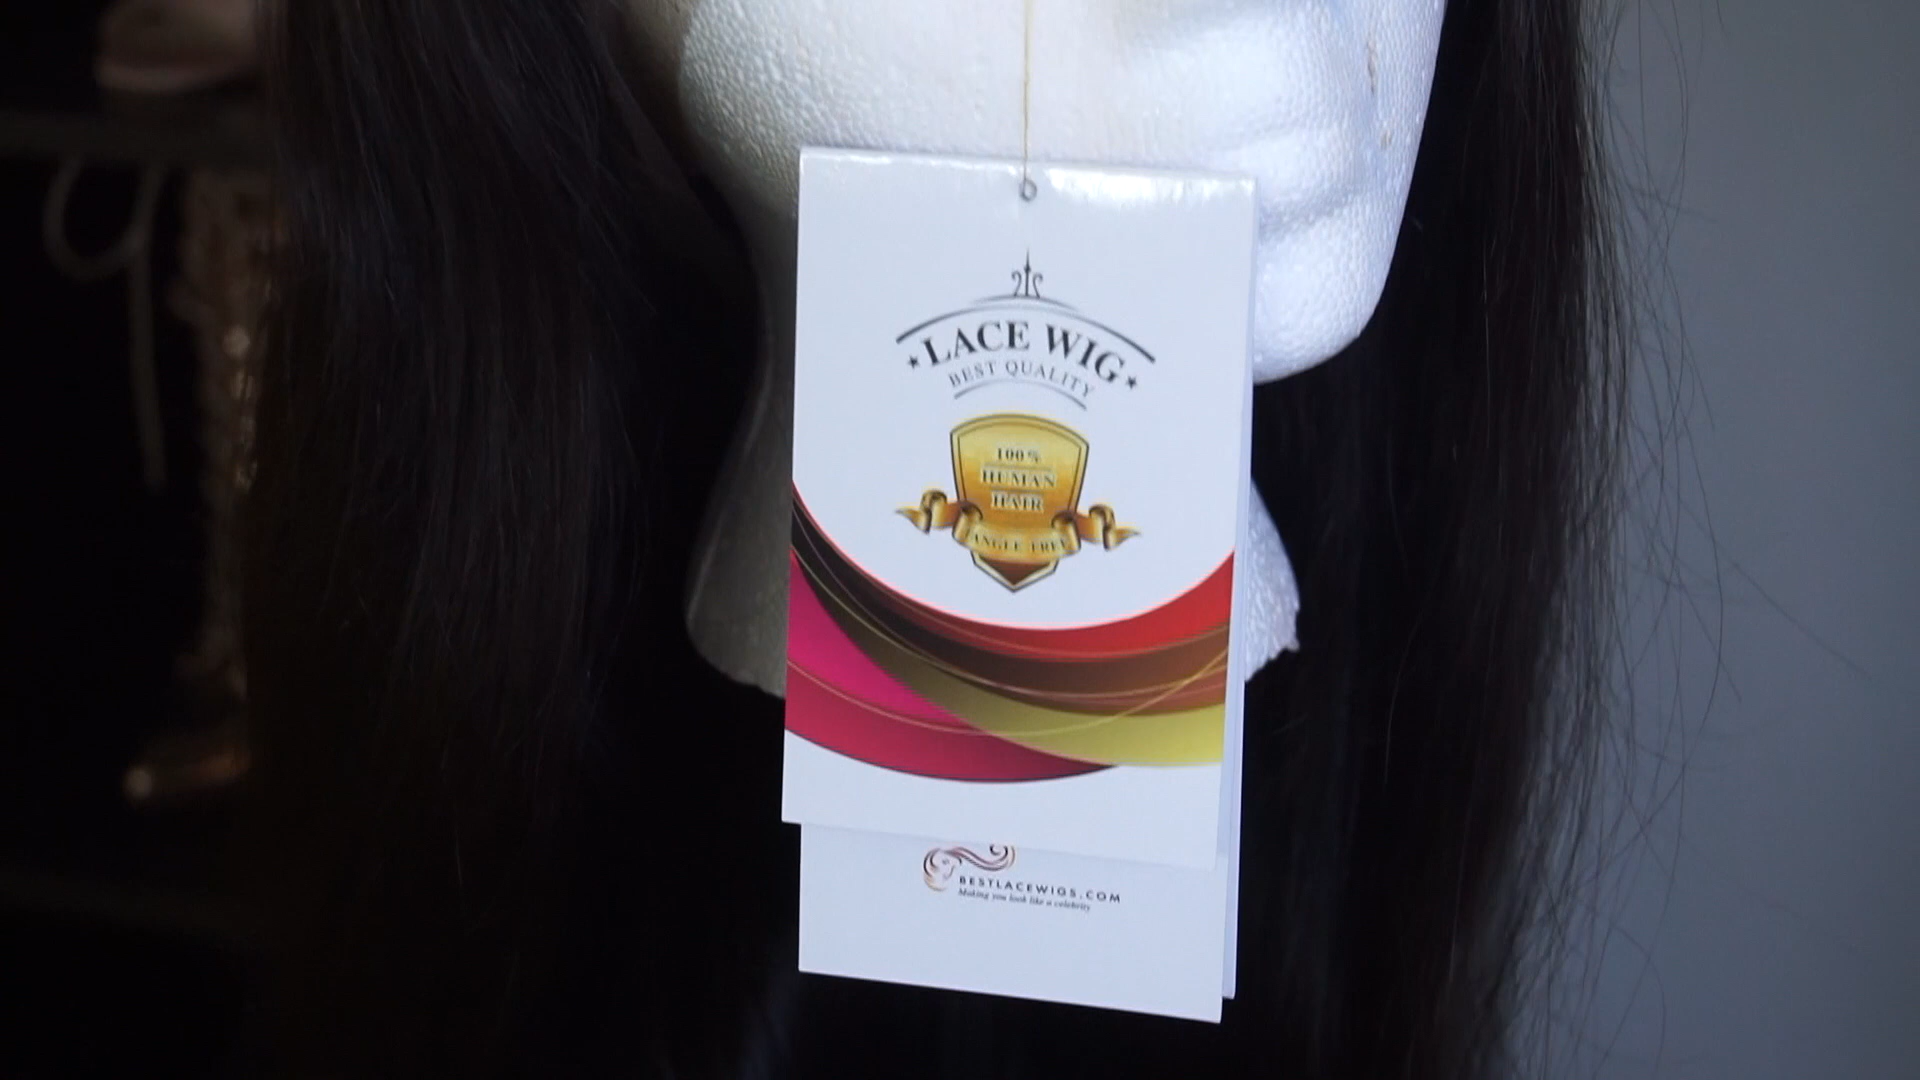 LACE WIG
BEST QUALITY
100%
HUMAN
HAIR
TANGLE FREE
BESTLACEWIGS.COM
Making you look like a celebrity